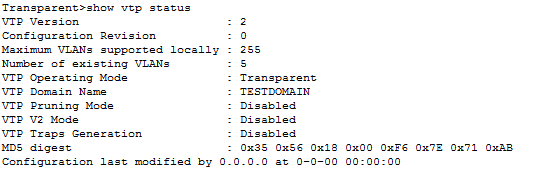 Transparent>show vtp status
VTP Version                     : 2
Configuration Revision          : 0
Maximum VLANs supported locally : 255
Number of existing VLANs        : 5
VTP Operating Mode              : Transparent
VTP Domain Name                 : TESTDOMAIN
VTP Pruning Mode                : Disabled
VTP V2 Mode                     : Disabled
VTP Traps Generation            : Disabled
MD5 digest                      : 0x35 0x56 0x18 0x00 0xF6 0x7E 0x71 0xAB
Configuration last modified by 0.0.0.0 at 0-0-00 00:00:00